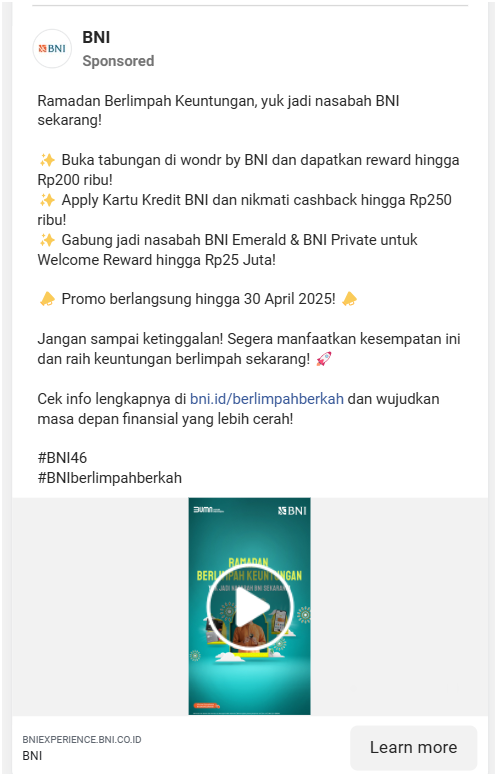 BNI
BNI
Sponsored
Ramadan Berlimpah Keuntungan, yuk jadi nasabah BNI
sekarang!
✨ Buka tabungan di wondr by BNI dan dapatkan reward hingga
Rp200 ribu!
✨ Apply Kartu Kredit BNI dan nikmati cashback hingga Rp250
ribu!
✨ Gabung jadi nasabah BNI Emerald & BNI Private untuk
Welcome Reward hingga Rp25 Juta!
📣 Promo berlangsung hingga 30 April 2025! 📣
Jangan sampai ketinggalan! Segera manfaatkan kesempatan ini
dan raih keuntungan berlimpah sekarang! 🚀
Cek info lengkapnya di bni.id/berlimpahberkah dan wujudkan
masa depan finansial yang lebih cerah!
#BNI46
#BNIberlimpahberkah
BUMN
BNI
RAMADAN
BERLIMPAH KEUNTUNGAN
JADI NASABAH BNI SEKARANG
BNIEXPERIENCE.BNI.CO.ID
BNI
Learn more